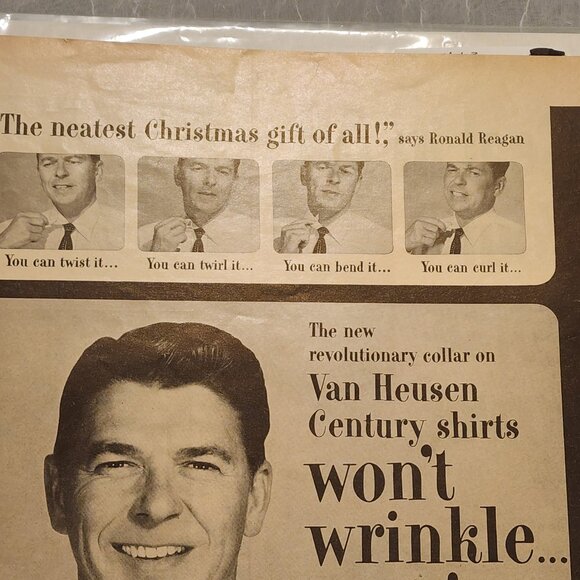 The neatest Christmas gift of all!," says Ronald Reagan
You can twist it...
You can twirl it...
You can bend it...
You can curl it...
The new
revolutionary collar on
Van Heusen
Century shirts
won't
wrinkle...